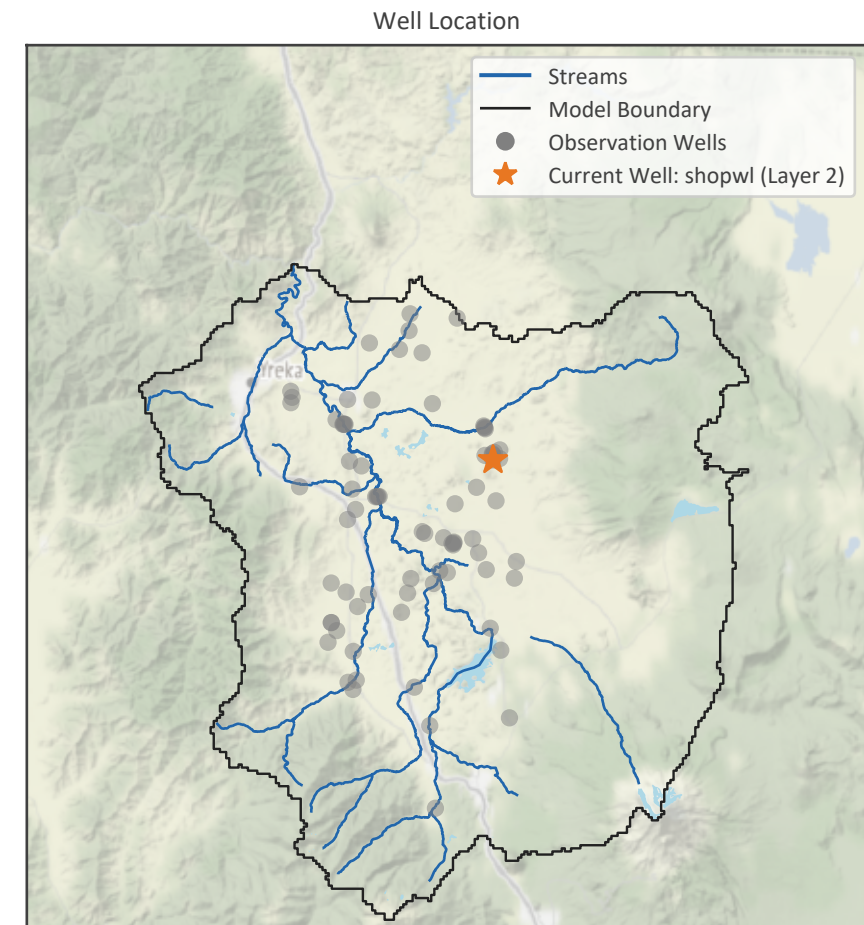 Well Location
Streams
Model Boundary
Observation Wells
Current Well: shopwl (Layer 2)
Yreka